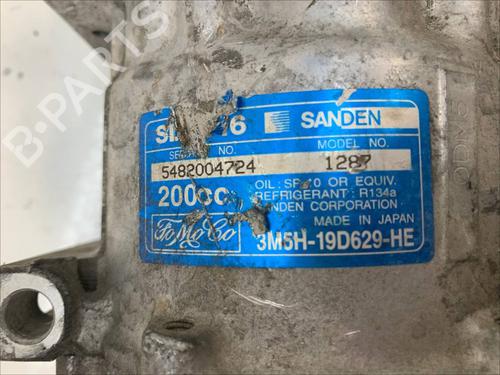 B-PARTS
SANDEN
MODEL NO.
5482004724 1287
200cc
OIL: OR EQUIV.
REFRIGERANT: R134a
SANDEN CORPORATION
MADE IN JAPAN
FoMoCo
3M5H-19D629-HE